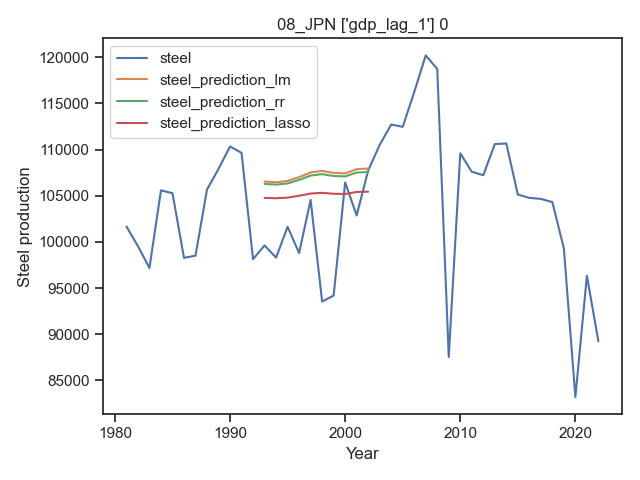 08_JPN ['gdp_lag_1'] 0
steel
steel_prediction_lm
steel_prediction_rr
steel_prediction_lasso
120000
115000
110000
105000
100000
95000
90000
85000
Steel production
1980
1990
2000
2010
2020
Year